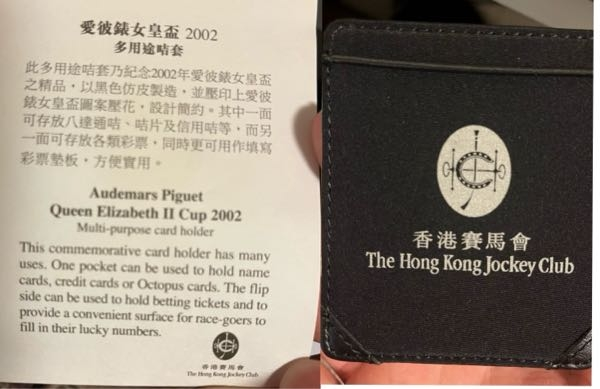 愛彼錶女皇盃 2002
多用途咭套
此多用途咭套乃紀念2002年愛彼錶女皇盃
之精品，以黑色仿皮製造，並壓印上愛彼
錶女皇盃圖案壓花，設計簡約。其中一面
可存放八達通咭、咭片及信用咭等，而另
一面可存放各類彩票，同時更可用作填寫
彩票墊板，方便實用。
Audemars Piguet
Queen Elizabeth II Cup 2002
Multi-purpose card holder
This commemorative card holder has many
uses. One pocket can be used to hold name
cards, credit cards or Octopus cards. The flip
side can be used to hold betting tickets and to
provide a convenient surface for race-goers to
fill in their lucky numbers.
香港賽馬會
The Hong Kong Jockey Club
香港賽馬會
The Hong Kong Jockey Club